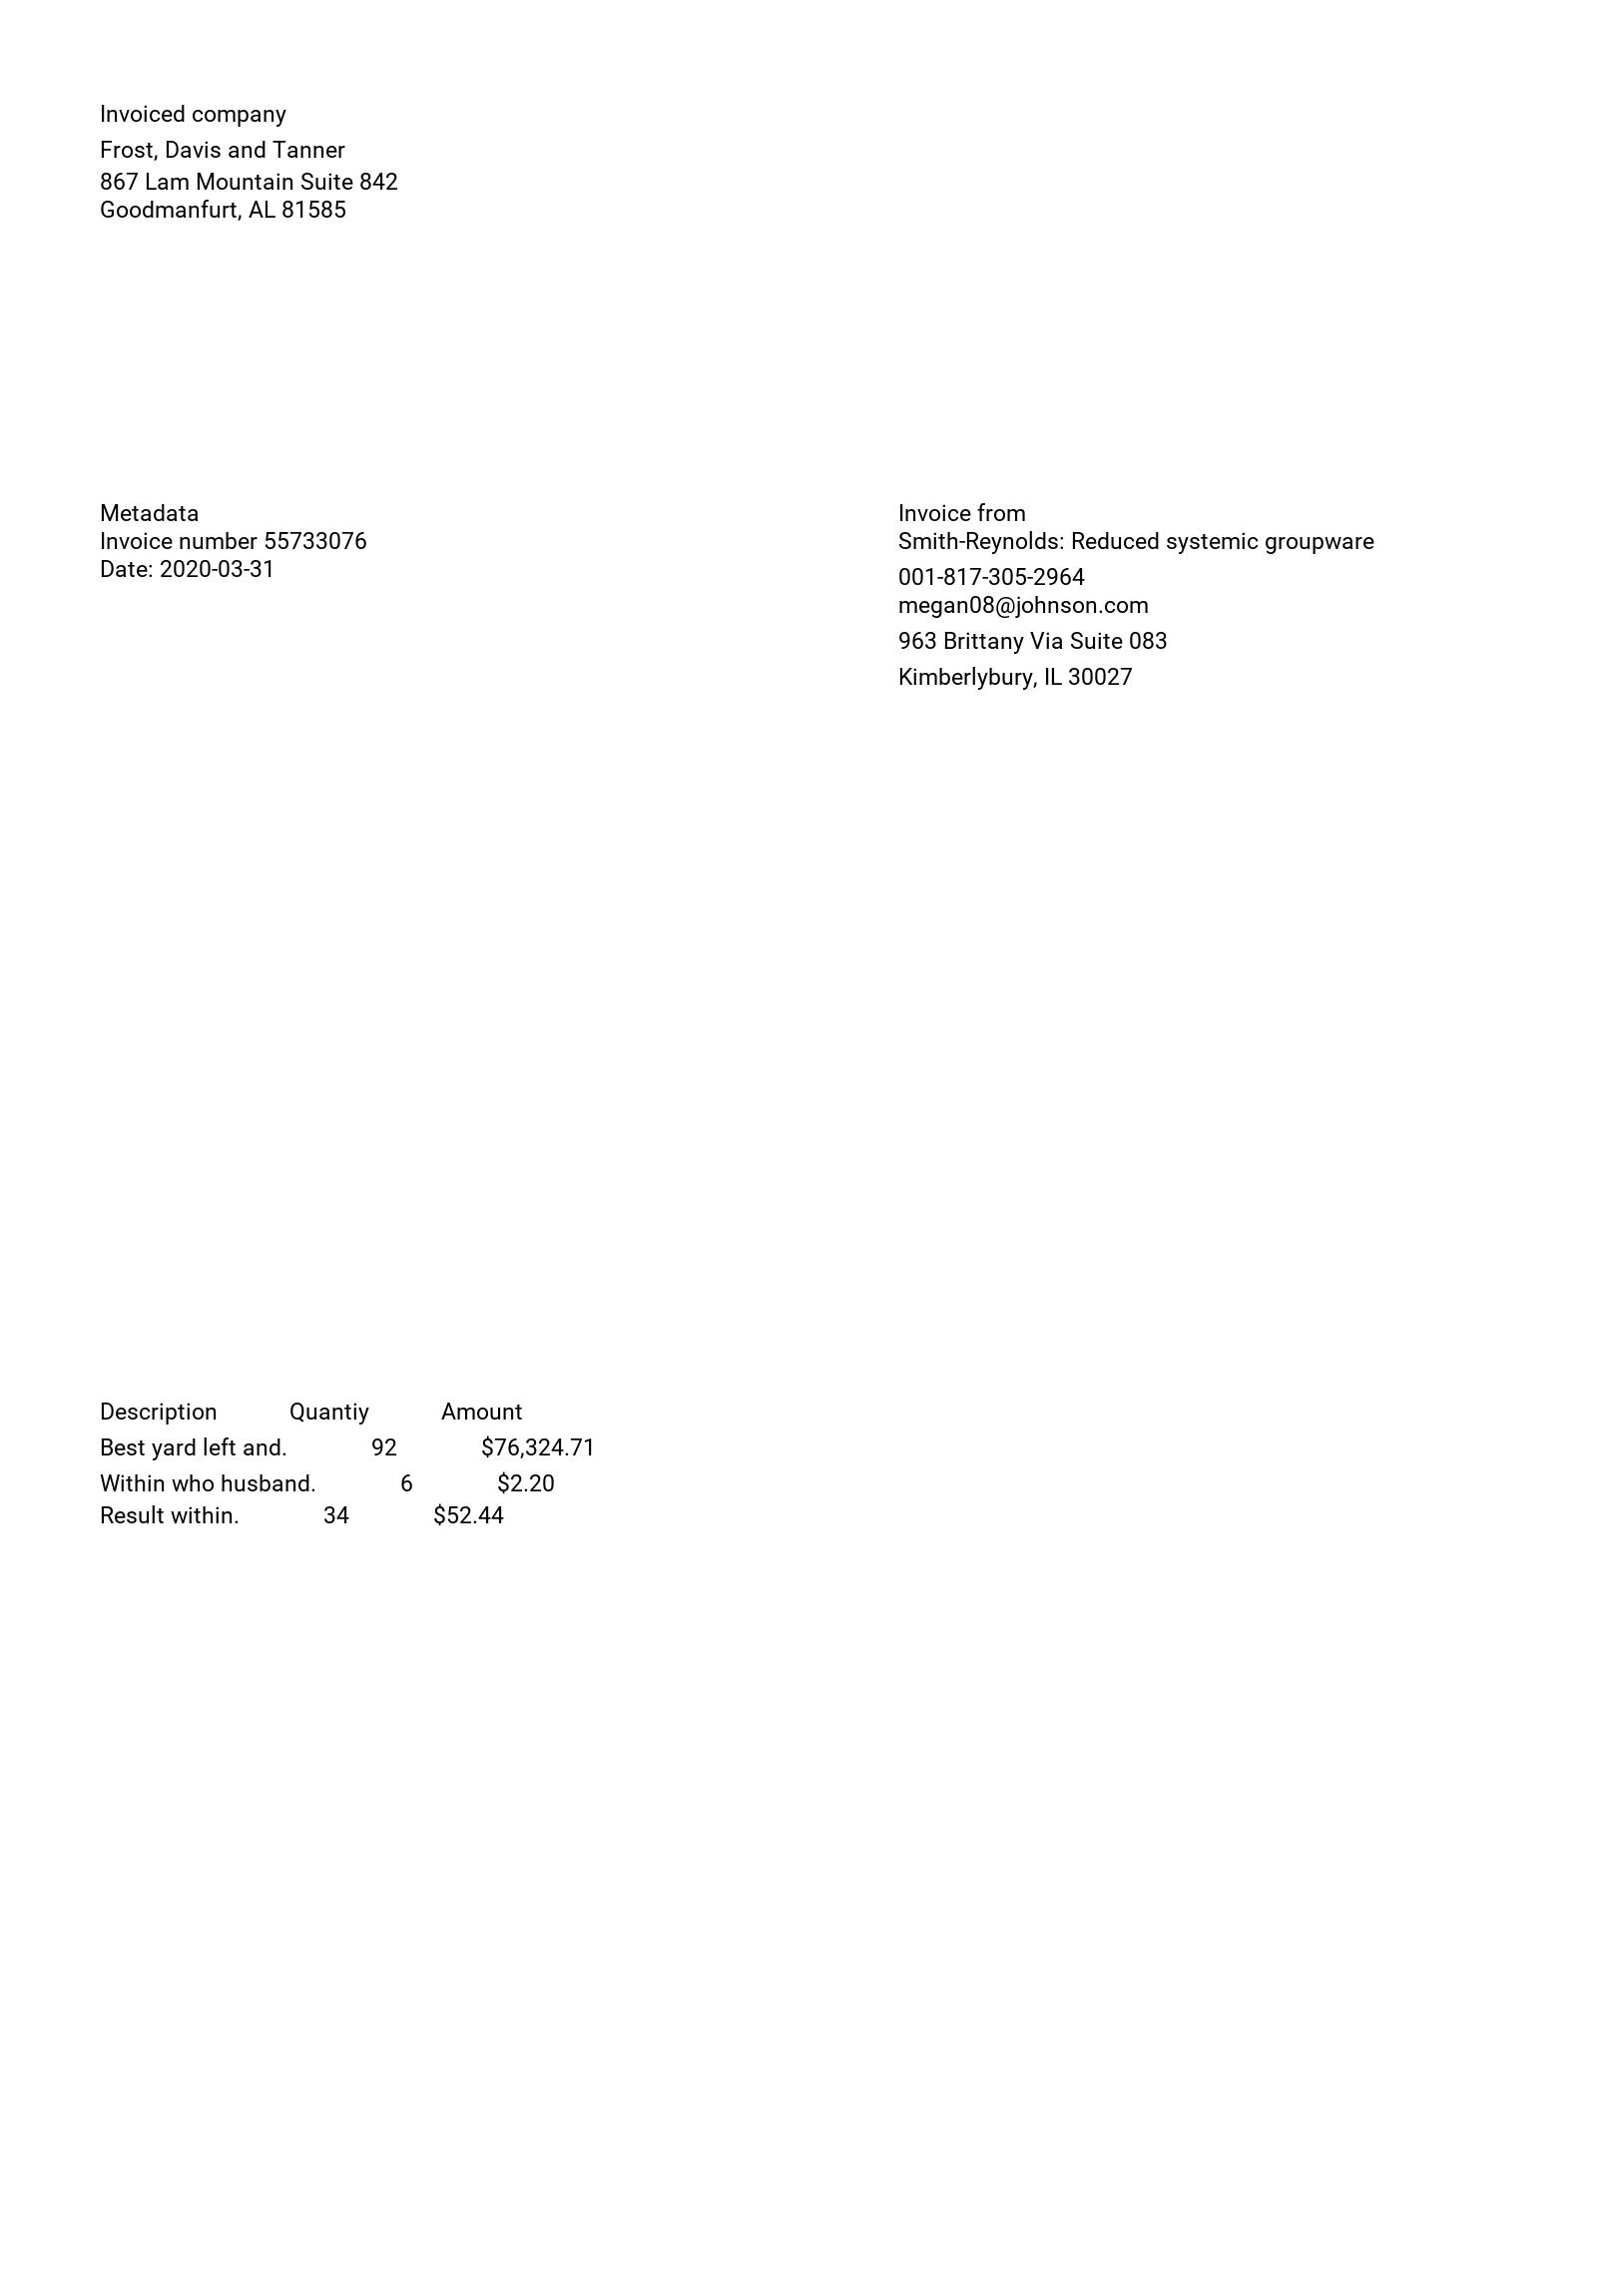 Invoiced company
Frost, Davis and Tanner
867 Lam Mountain Suite 842
Goodmanfurt, AL 81585
Metadata
Invoice number 55733076
Date: 2020-03-31
Invoice from
Smith-Reynolds: Reduced systemic groupware
001-817-305-2964
megan08@johnson.com
963 Brittany Via Suite 083
Kimberlybury, IL 30027
Description Quantiy Amount
Best yard left and. 92 $76,324.71
Within who husband. 6 $2.20
Result within. 34 $52.44